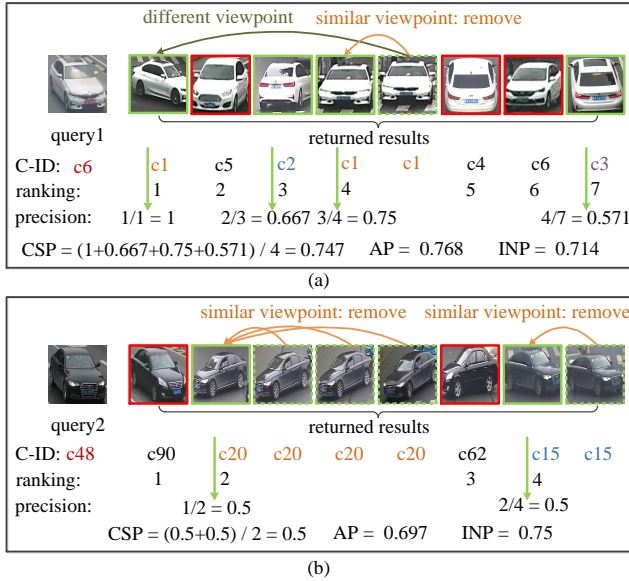 different viewpoint similar viewpoint: remove
query1
returned results
C-ID: c6 c1 c5 c2 c1 c1 c4 c6 c3
ranking: 1 2 3 4 5 6 7
precision: 1/1 = 1 2/3 = 0.667 3/4 = 0.75 4/7 = 0.571
CSP = (1+0.667+0.75+0.571) / 4 = 0.747 AP = 0.768 INP = 0.714
(a)
similar viewpoint: remove similar viewpoint: remove
query2
returned results
C-ID: c48 c90 c20 c20 c20 c20 c62 c15 c15
ranking: 1 2 3 4
precision: 1/2 = 0.5 2/4 = 0.5
CSP = (0.5+0.5) / 2 = 0.5 AP = 0.697 INP = 0.75
(b)